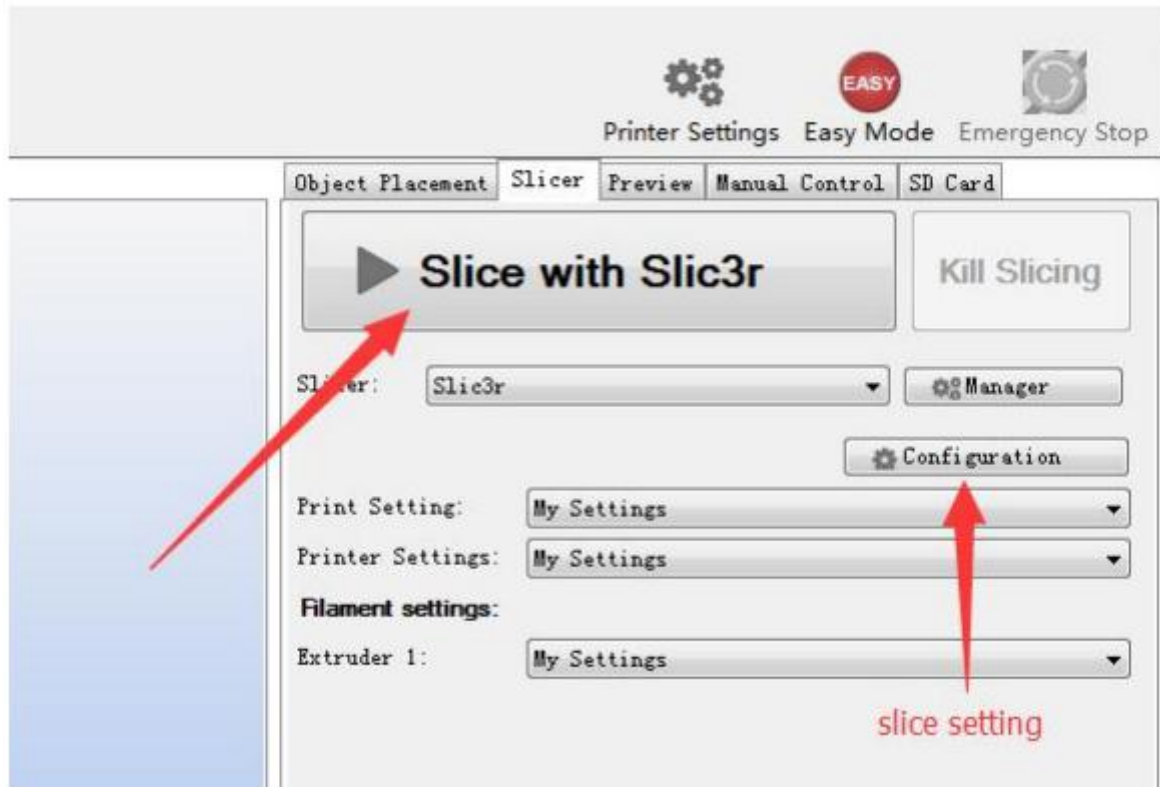 EASY
Printer Settings Easy Mode Emergency Stop
Object Placement Slicer Preview Manual Control SD Card
Slice with Slic3r Kill Slicing
Slicer: Slic3r Manager
Configuration
Print Setting: My Settings
Printer Settings: My Settings
Filament settings:
Extruder 1: My Settings
slice setting